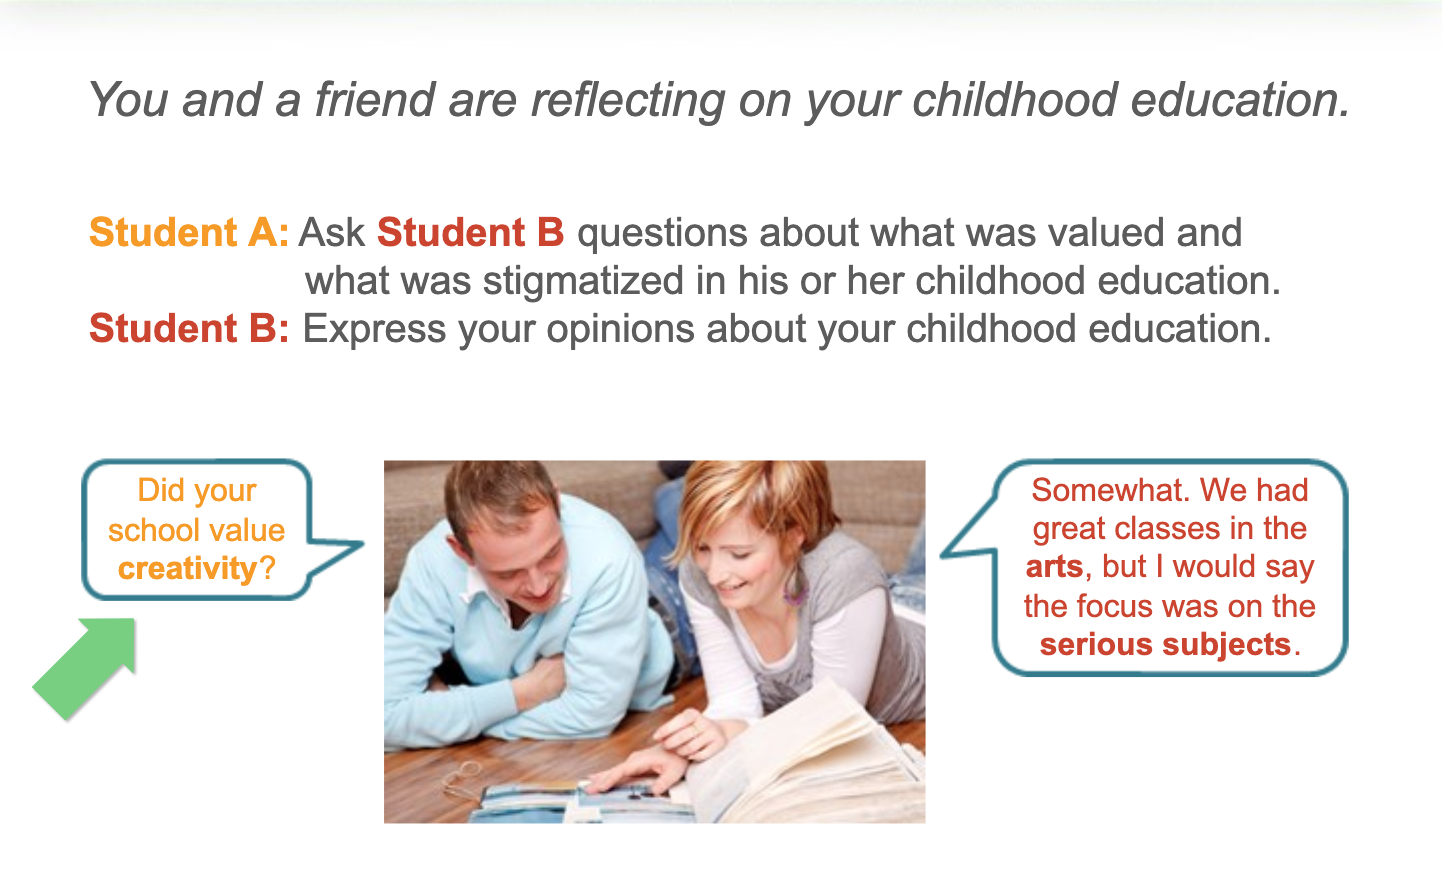 You and a friend are reflecting on your childhood education.
Student A: Ask Student B questions about what was valued and
what was stigmatized in his or her childhood education.
Student B: Express your opinions about your childhood education.
Did your
school value
creativity?
Somewhat. We had
great classes in the
arts, but I would say
the focus was on the
serious subjects.